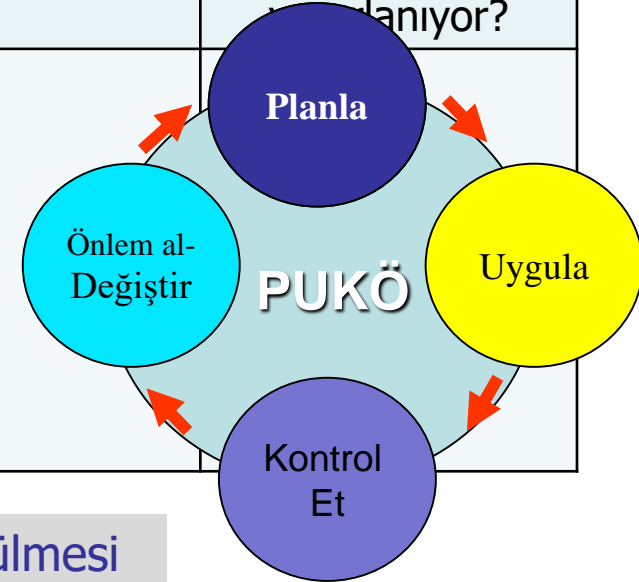 Planla
Önlem al-
Değiştir
PUKÖ
Uygula
Kontrol
Et